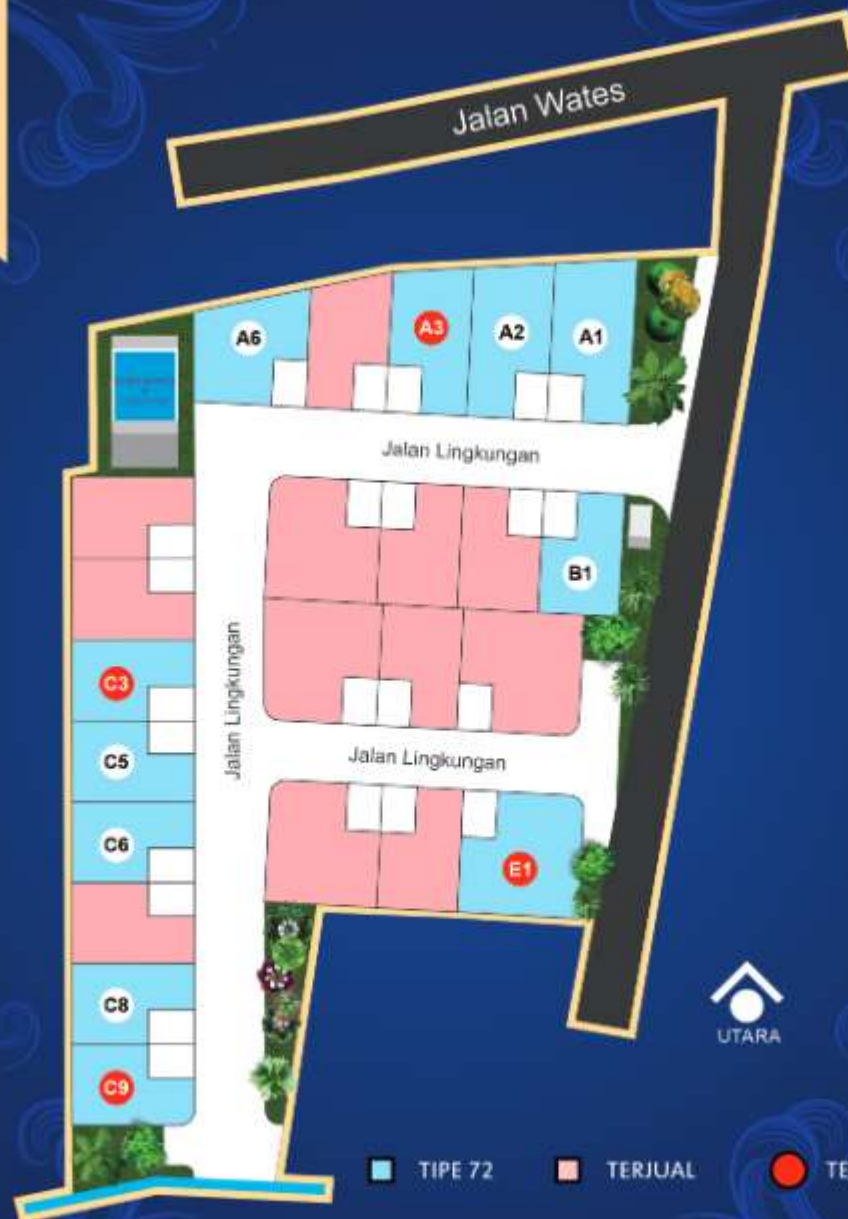 Jalan Wates
A6
A3
A2
A1
Jalan Lingkungan
B1
Jalan Lingkungan
C3
C5
Jalan Lingkungan
C6
E1
C8
C9
UTARA
TIPE 72
TERJUAL
TE